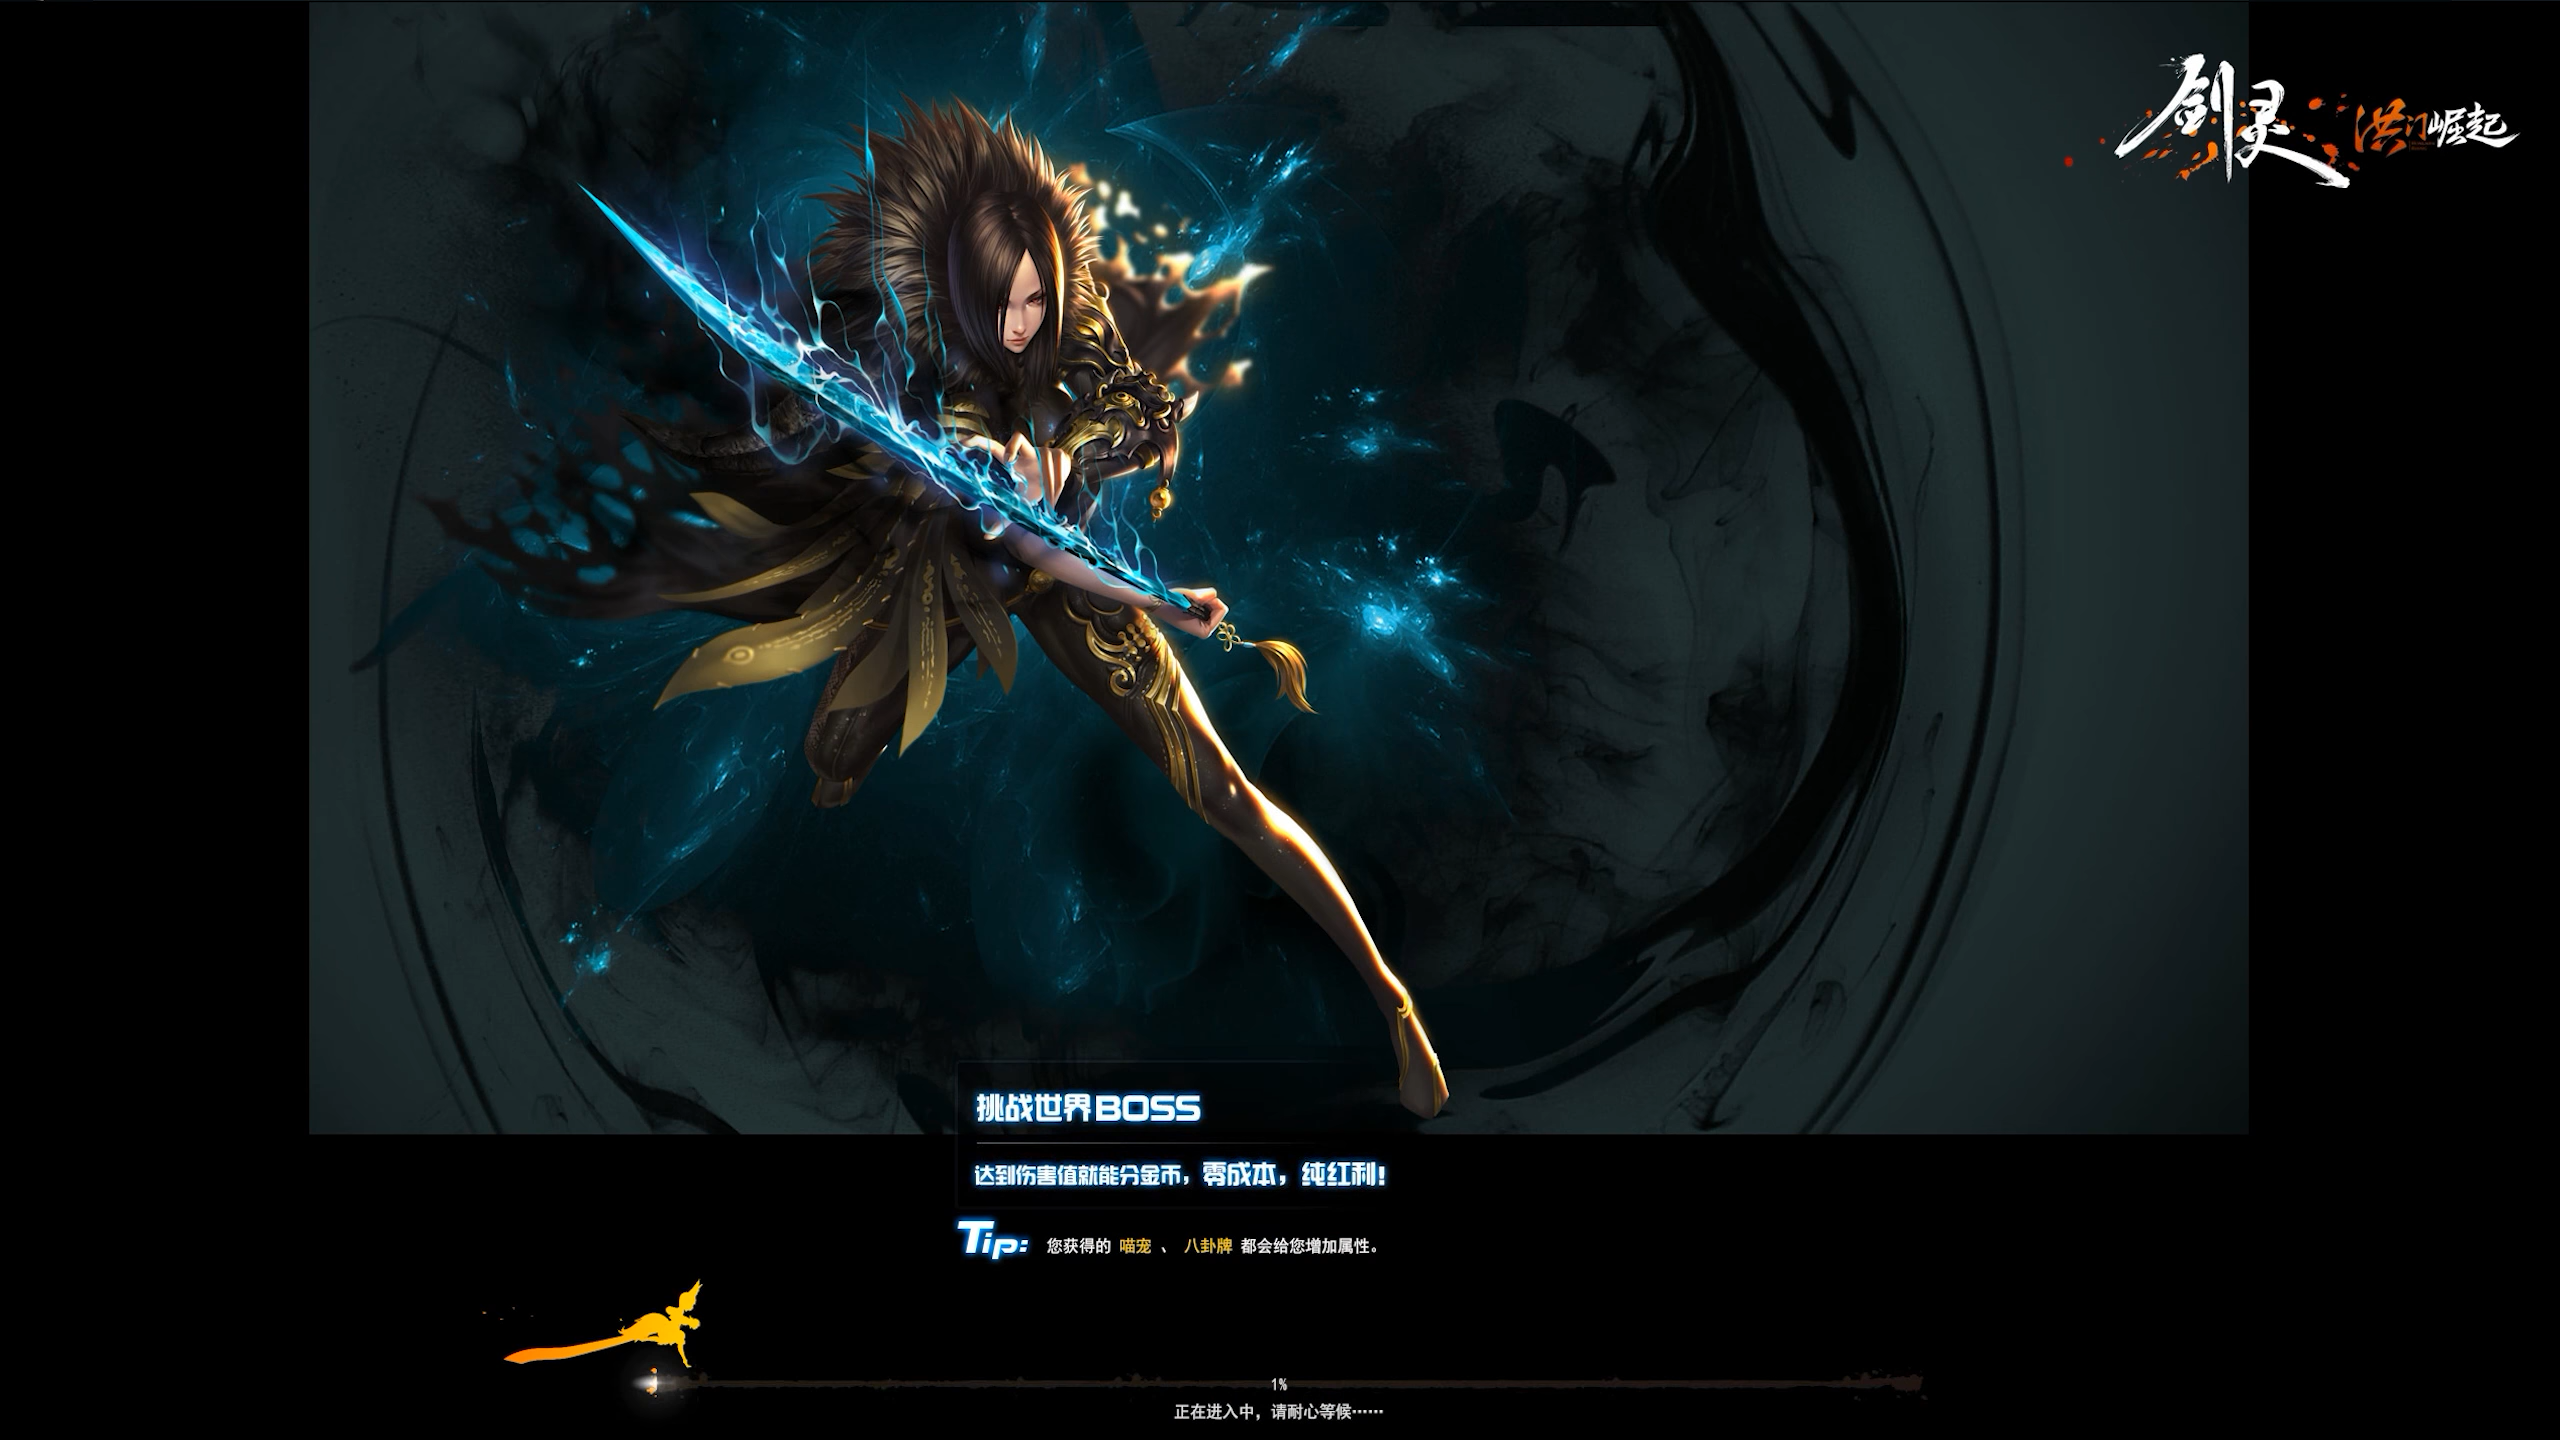 剑灵 洪门崛起
挑战世界BOSS
达到伤害值就能分金币，零成本，纯红利！
Tip: 您获得的 喵宠 、 八卦牌 都会给您增加属性。
1%
正在进入中，请耐心等候……